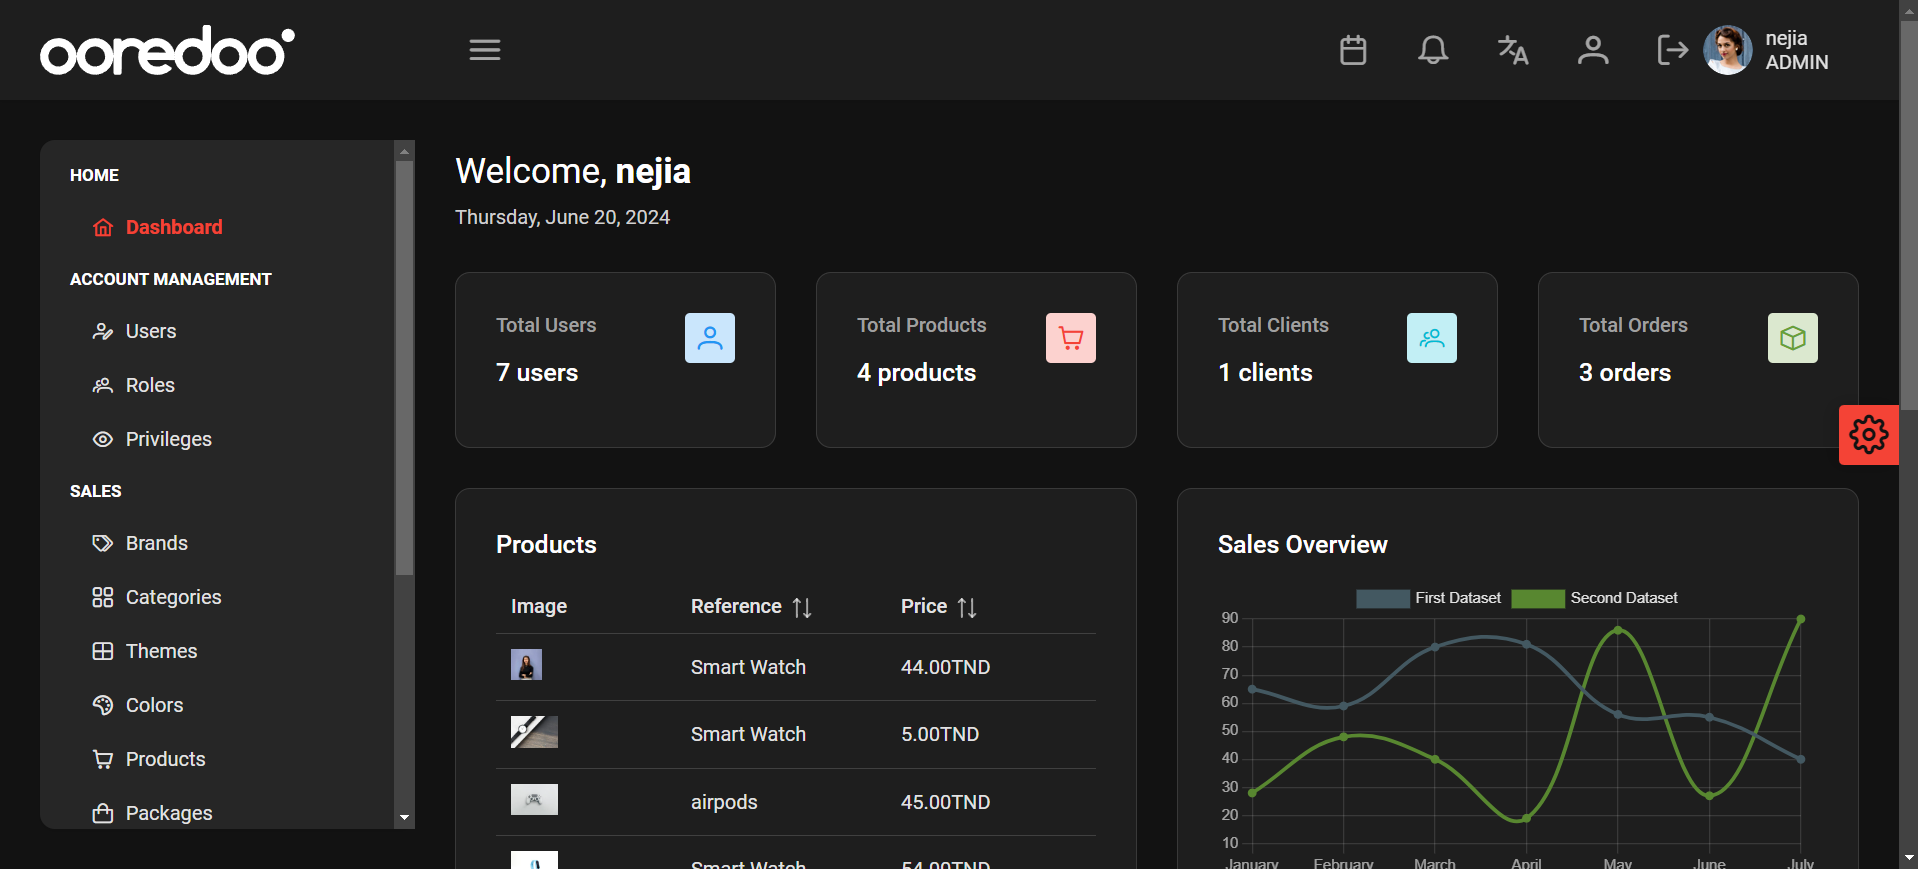 ooredoo
nejia
ADMIN
HOME
Dashboard
ACCOUNT MANAGEMENT
Users
Roles
Privileges
SALES
Brands
Categories
Themes
Colors
Products
Packages
Welcome, nejia
Thursday, June 20, 2024
Total Users
7 users
Total Products
4 products
Total Clients
1 clients
Total Orders
3 orders
Products
Image Reference Price
Smart Watch 44.00TND
Smart Watch 5.00TND
airpods 45.00TND
Smart Watch 54.00TND
Sales Overview
First Dataset Second Dataset
90
80
70
60
50
40
30
20
10
January February March April May June July